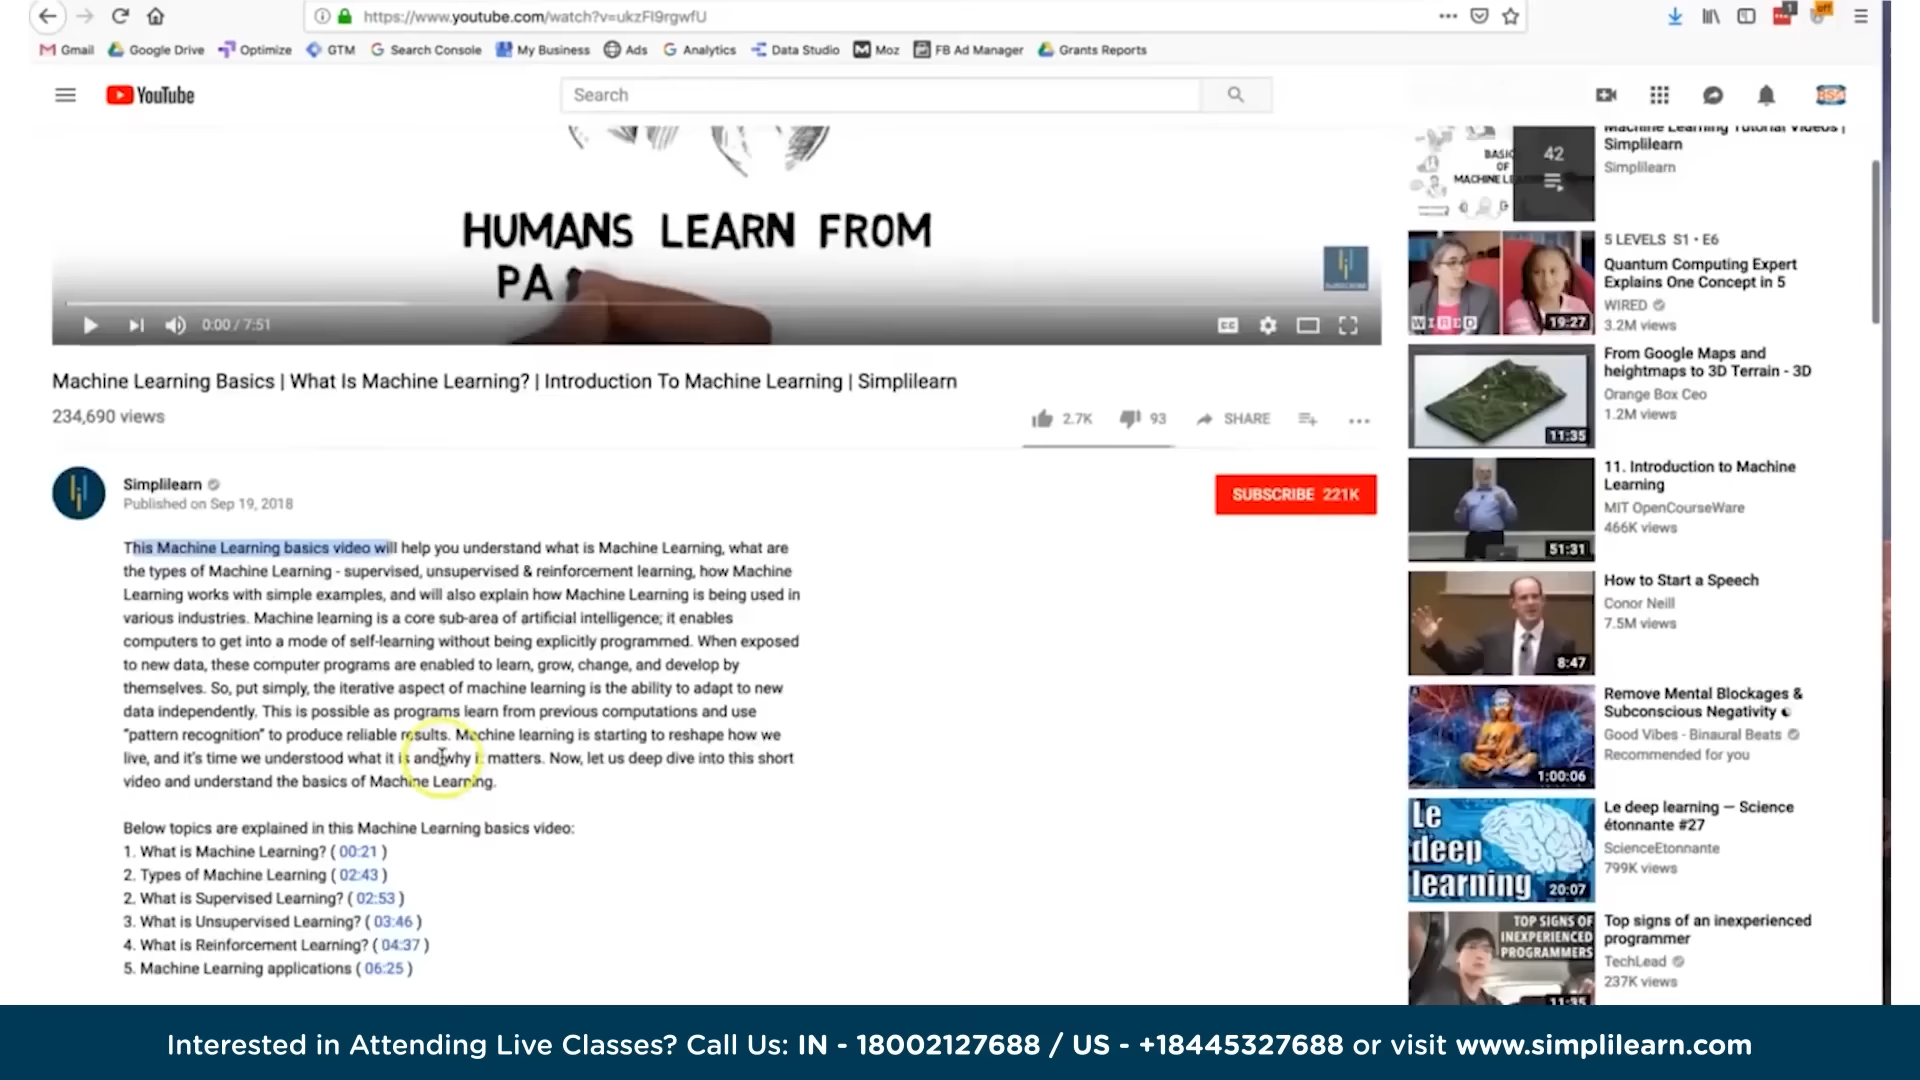 https://www.youtube.com/watch?v=ukzFI9rgwfU
Gmail Google Drive Optimize GTM Search Console My Business Ads Analytics Data Studio Moz FB Ad Manager Grants Reports
1 off
YouTube
Search
HUMANS LEARN FROM
PA
SUBSCRIBE
0:00 / 7:51
CC
Machine Learning Basics | What Is Machine Learning? | Introduction To Machine Learning | Simplilearn
234,690 views
2.7K 93 SHARE
Simplilearn
Published on Sep 19, 2018
SUBSCRIBE 221K
This Machine Learning basics video will help you understand what is Machine Learning, what are
the types of Machine Learning - supervised, unsupervised & reinforcement learning, how Machine
Learning works with simple examples, and will also explain how Machine Learning is being used in
various industries. Machine learning is a core sub-area of artificial intelligence; it enables
computers to get into a mode of self-learning without being explicitly programmed. When exposed
to new data, these computer programs are enabled to learn, grow, change, and develop by
themselves. So, put simply, the iterative aspect of machine learning is the ability to adapt to new
data independently. This is possible as programs learn from previous computations and use
“pattern recognition” to produce reliable results. Machine learning is starting to reshape how we
live, and it’s time we understood what it is and why it matters. Now, let us deep dive into this short
video and understand the basics of Machine Learning.
Below topics are explained in this Machine Learning basics video:
1. What is Machine Learning? ( 00:21 )
2. Types of Machine Learning ( 02:43 )
2. What is Supervised Learning? ( 02:53 )
3. What is Unsupervised Learning? ( 03:46 )
4. What is Reinforcement Learning? ( 04:37 )
5. Machine Learning applications ( 06:25 )
BASIC
OF
MACHINE LE
42
Machine Learning Tutorial Videos |
Simplilearn
Simplilearn
WIRED
19:27
5 LEVELS S1 • E6
Quantum Computing Expert
Explains One Concept in 5
WIRED
3.2M views
11:35
From Google Maps and
heightmaps to 3D Terrain - 3D
Orange Box Ceo
1.2M views
51:31
11. Introduction to Machine
Learning
MIT OpenCourseWare
466K views
8:47
How to Start a Speech
Conor Neill
7.5M views
1:00:06
Remove Mental Blockages &
Subconscious Negativity
Good Vibes - Binaural Beats
Recommended for you
Le
deep
learning
20:07
Le deep learning — Science
étonnante #27
ScienceEtonnante
799K views
TOP SIGNS OF
INEXPERIENCED
PROGRAMMERS
11:35
Top signs of an inexperienced
programmer
TechLead
237K views
Interested in Attending Live Classes? Call Us: IN - 18002127688 / US - +18445327688 or visit www.simplilearn.com